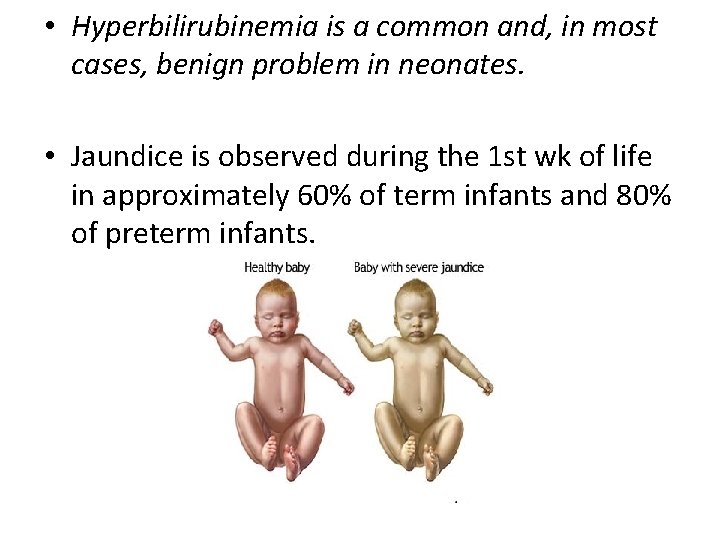 • Hyperbilirubinemia is a common and, in most
cases, benign problem in neonates.
• Jaundice is observed during the 1st wk of life
in approximately 60% of term infants and 80%
of preterm infants.
Healthy baby
Baby with severe jaundice